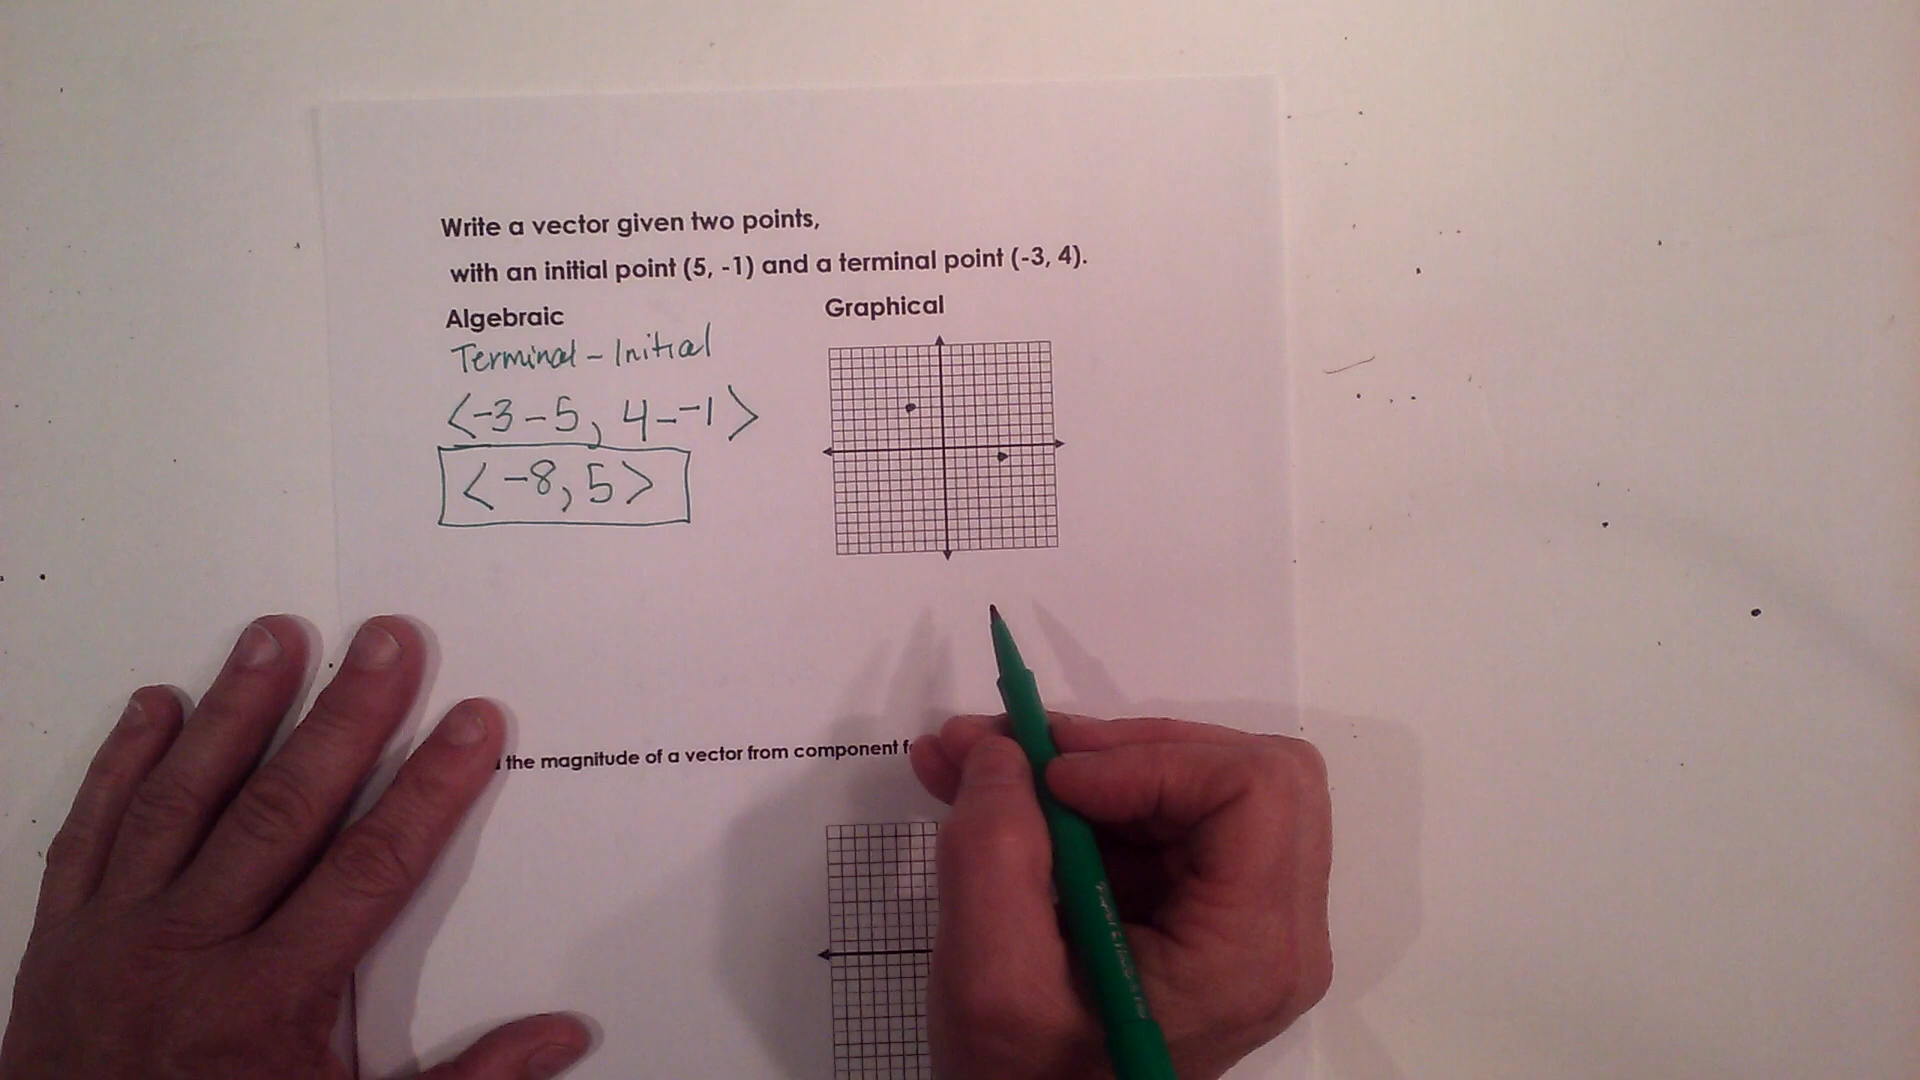 Write a vector given two points,
with an initial point (5, -1) and a terminal point (-3, 4).
Algebraic
Graphical
Terminal - Initial
<-3-5, 4--1>
<-8, 5>
the magnitude of a vector from component